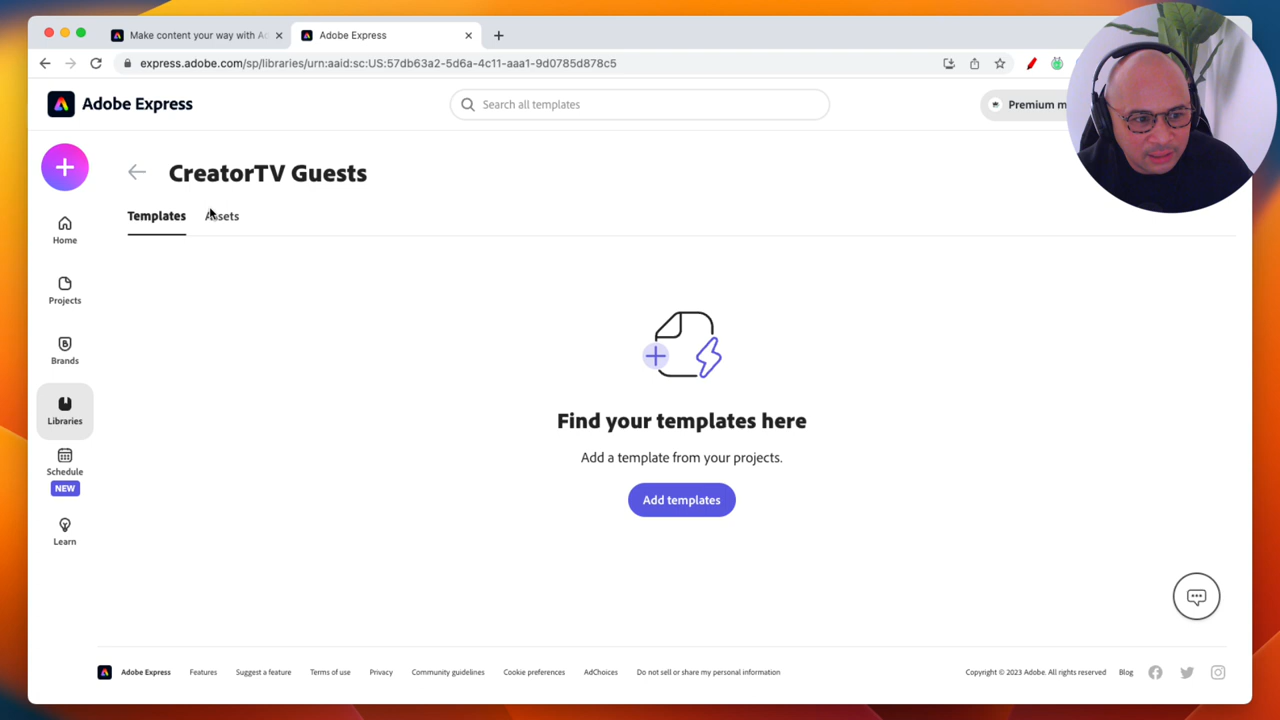 Make content your way with Ad
Adobe Express
express.adobe.com/sp/libraries/urn:aaid:sc:US:57db63a2-5d6a-4c11-aaa1-9d0785d878c5
Adobe Express
Search all templates
Premium m
CreatorTV Guests
Templates
Assets
Home
Projects
Brands
Libraries
Schedule
NEW
Learn
Find your templates here
Add a template from your projects.
Add templates
Adobe Express
Features
Suggest a feature
Terms of use
Privacy
Community guidelines
Cookie preferences
AdChoices
Do not sell or share my personal information
Copyright © 2023 Adobe. All rights reserved
Blog